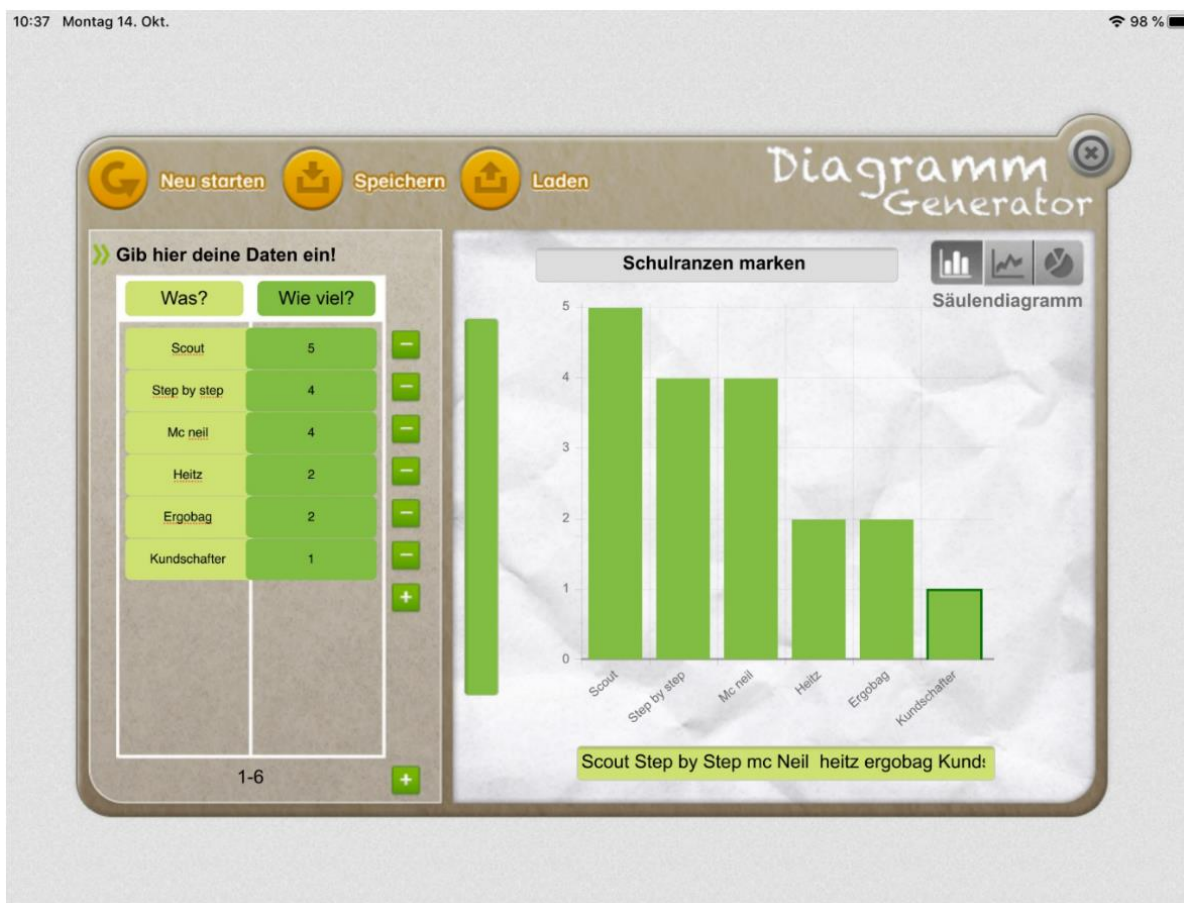 10:37 Montag 14. Okt.
98 %
Neu starten
Speichern
Laden
Diagramm
Generator
Gib hier deine Daten ein!
Was? Wie viel?
Scout 5
Step by step 4
Mc neil 4
Heitz 2
Ergobag 2
Kundschafter 1
1-6
Schulranzen marken
Säulendiagramm
5
4
3
2
1
0
Scout
Step by step
Mc neil
Heitz
Ergobag
Kundschafter
Scout Step by Step mc Neil heitz ergobag Kunds